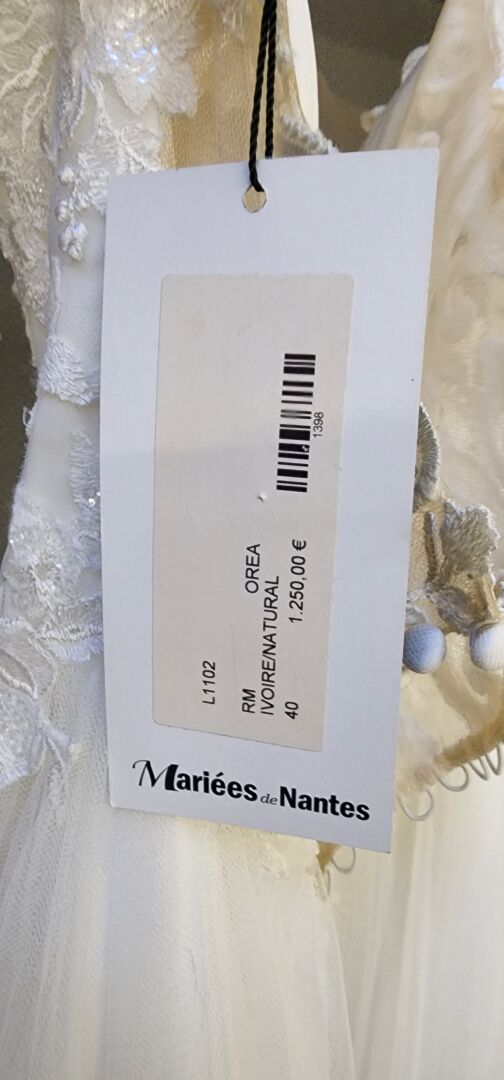 L1102
RM OREA
IVOIRE/NATURAL
40 1.250,00 €
1398
Mariées de Nantes